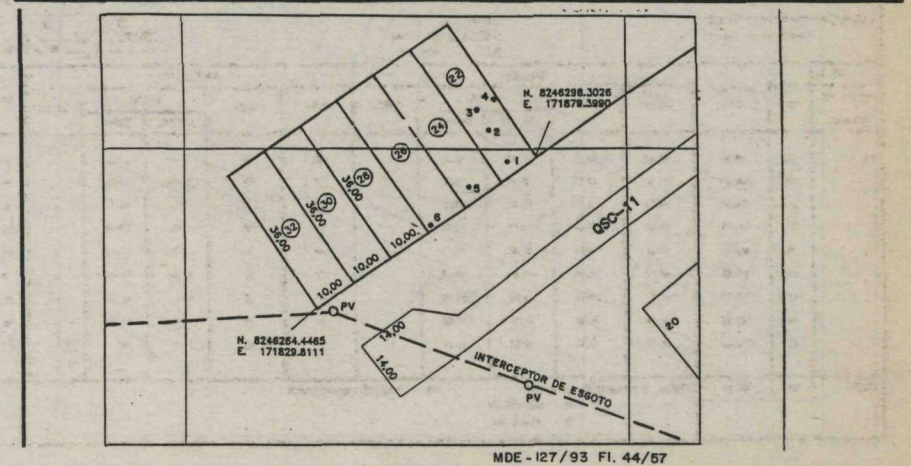 22
N. 8246298.3026
E. 171879.3990
4
3
2
24
1
26
5
28
36,00
QSC-11
30
36,00
6
32
36,00
10,00
10,00
10,00
PV
20
N. 8246264.4465
E. 171829.8111
14,00
14,00
INTERCEPTOR DE ESGOTO
PV
MDE-127/93 Fl. 44/57